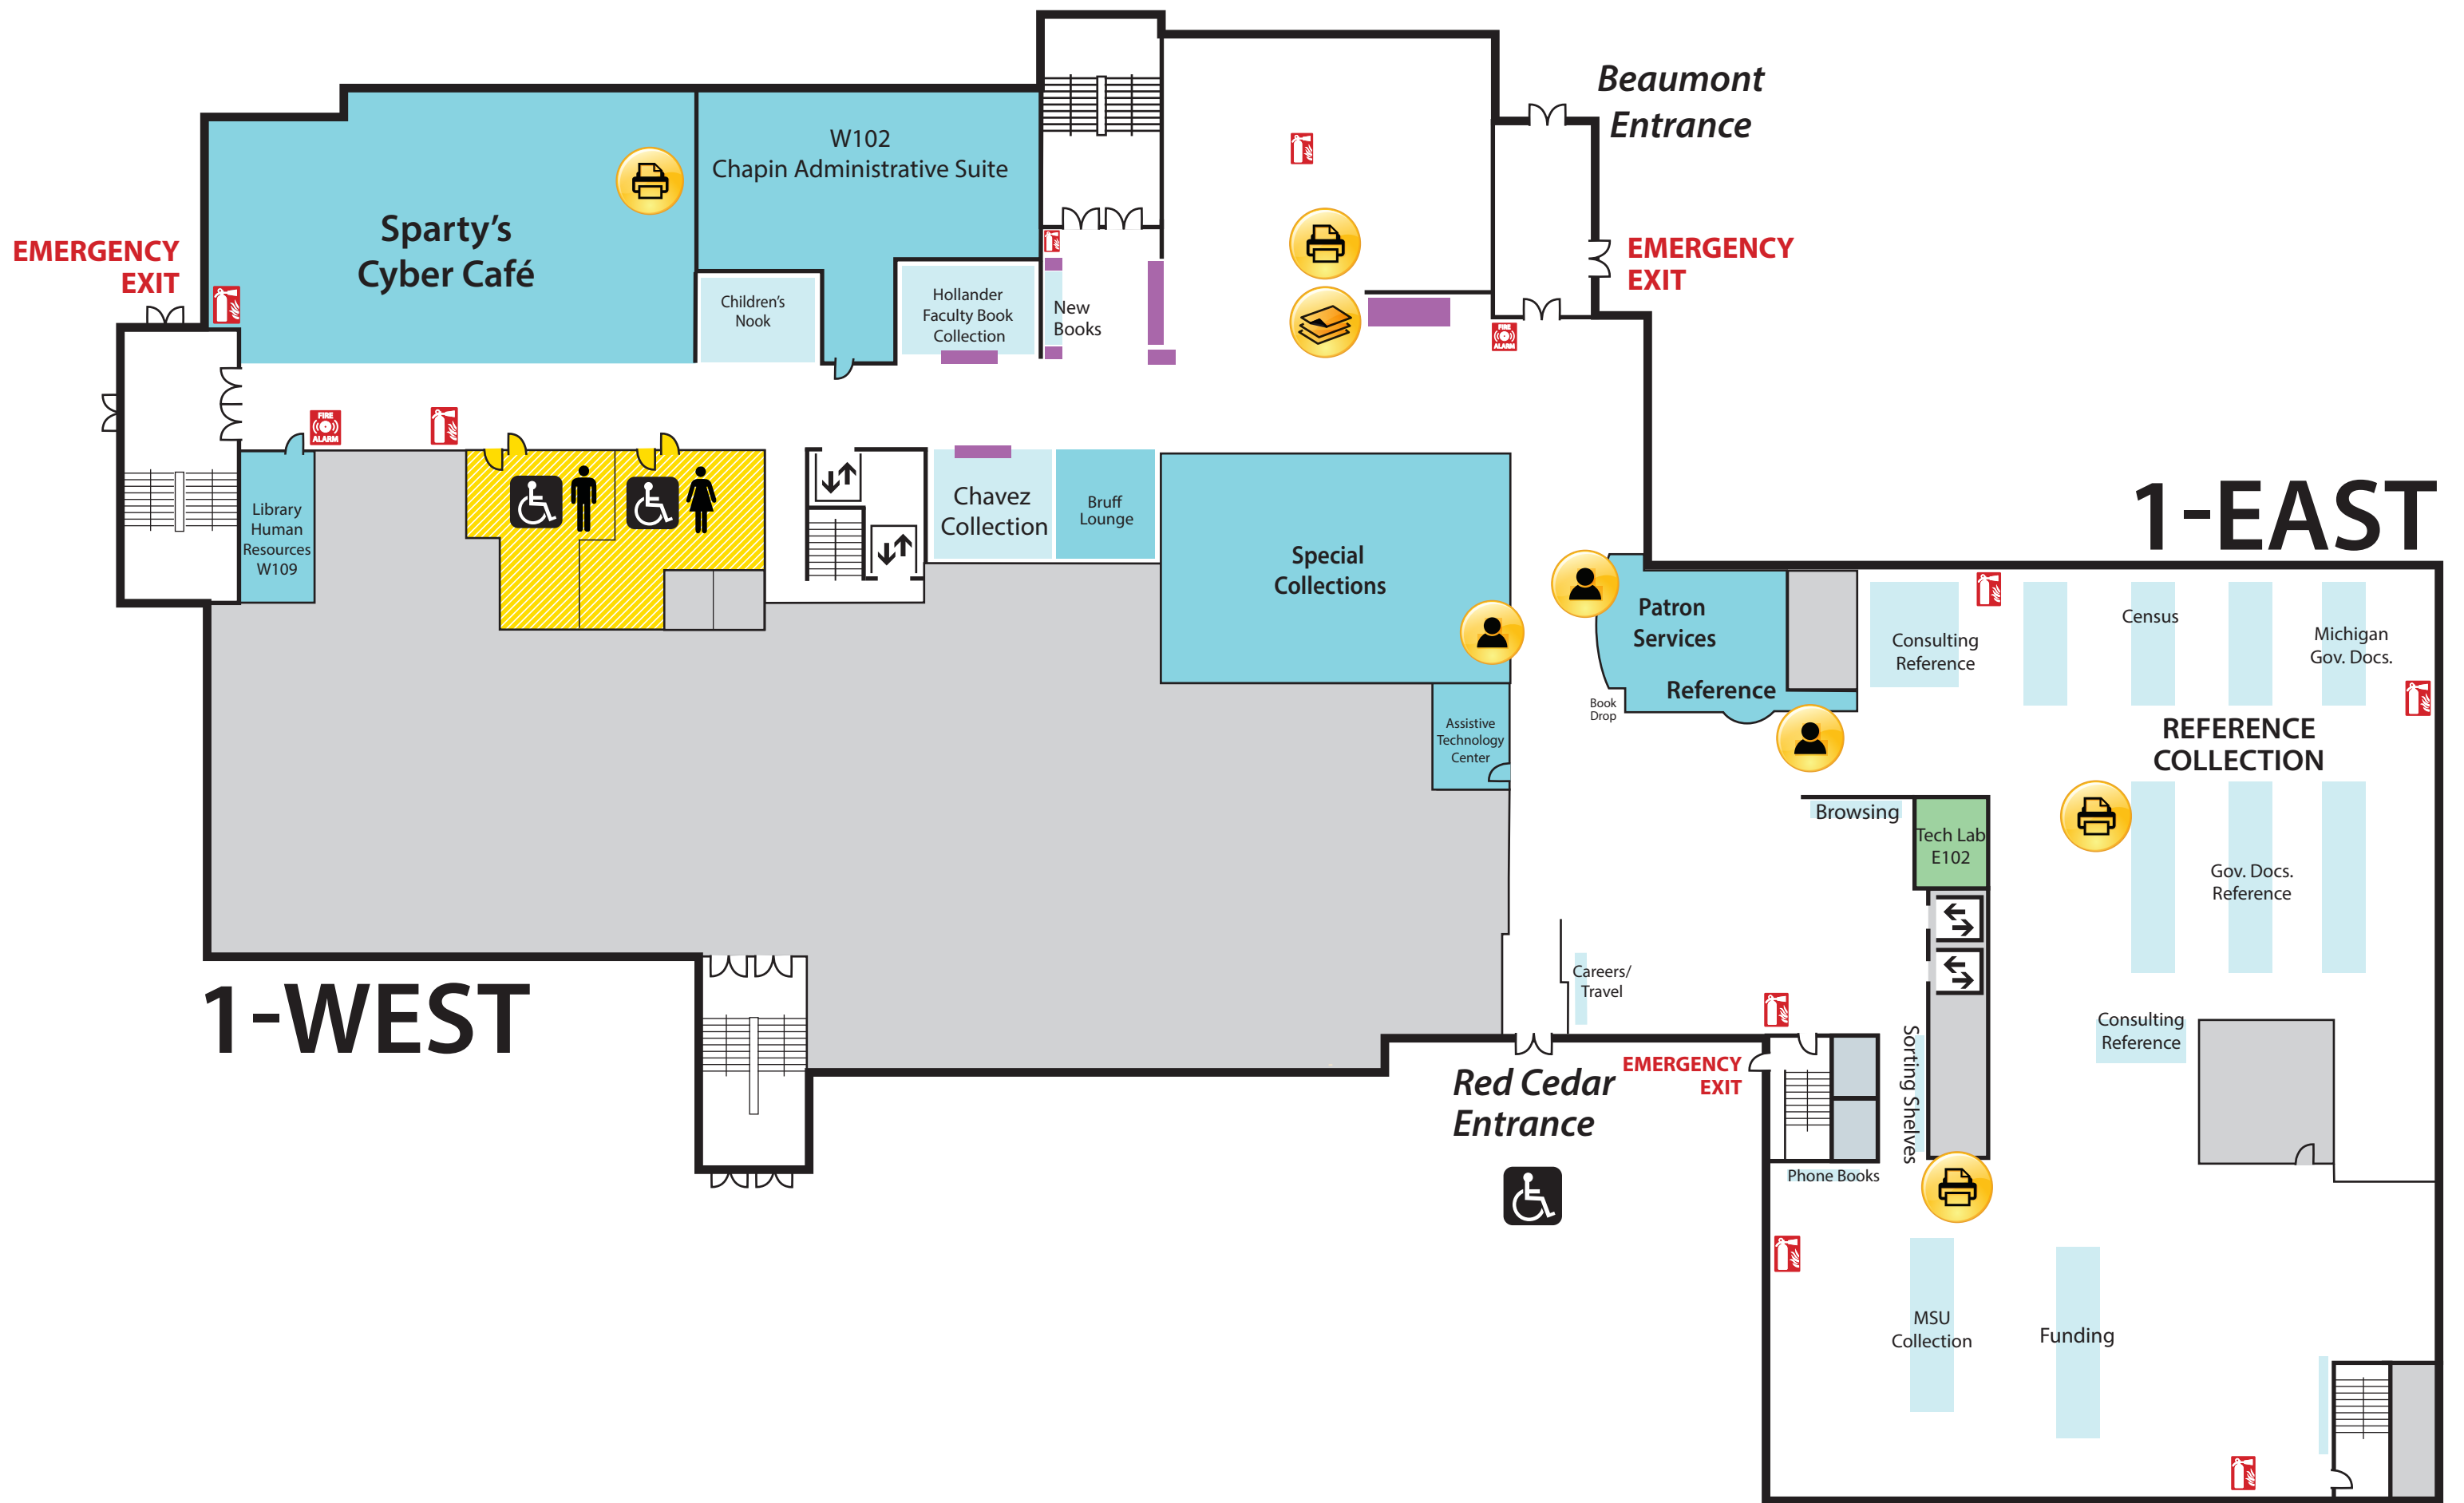 Beaumont
Entrance
W102
Chapin Administrative Suite
Sparty's
Cyber Café
EMERGENCY
EXIT
EMERGENCY
EXIT
Children's
Nook
Hollander
Faculty Book
Collection
New
Books
FIRE
ALARM
FIRE
ALARM
Library
Human
Resources
W109
Chavez
Collection
Bruff
Lounge
Special
Collections
1-EAST
Patron
Services
Reference
Book
Drop
Consulting
Reference
Census
Michigan
Gov. Docs.
Assistive
Technology
Center
REFERENCE
COLLECTION
Browsing
Tech Lab
E102
Gov. Docs.
Reference
1-WEST
Careers/
Travel
Consulting
Reference
Sorting Shelves
Red Cedar
Entrance
EMERGENCY
EXIT
Phone Books
MSU
Collection
Funding